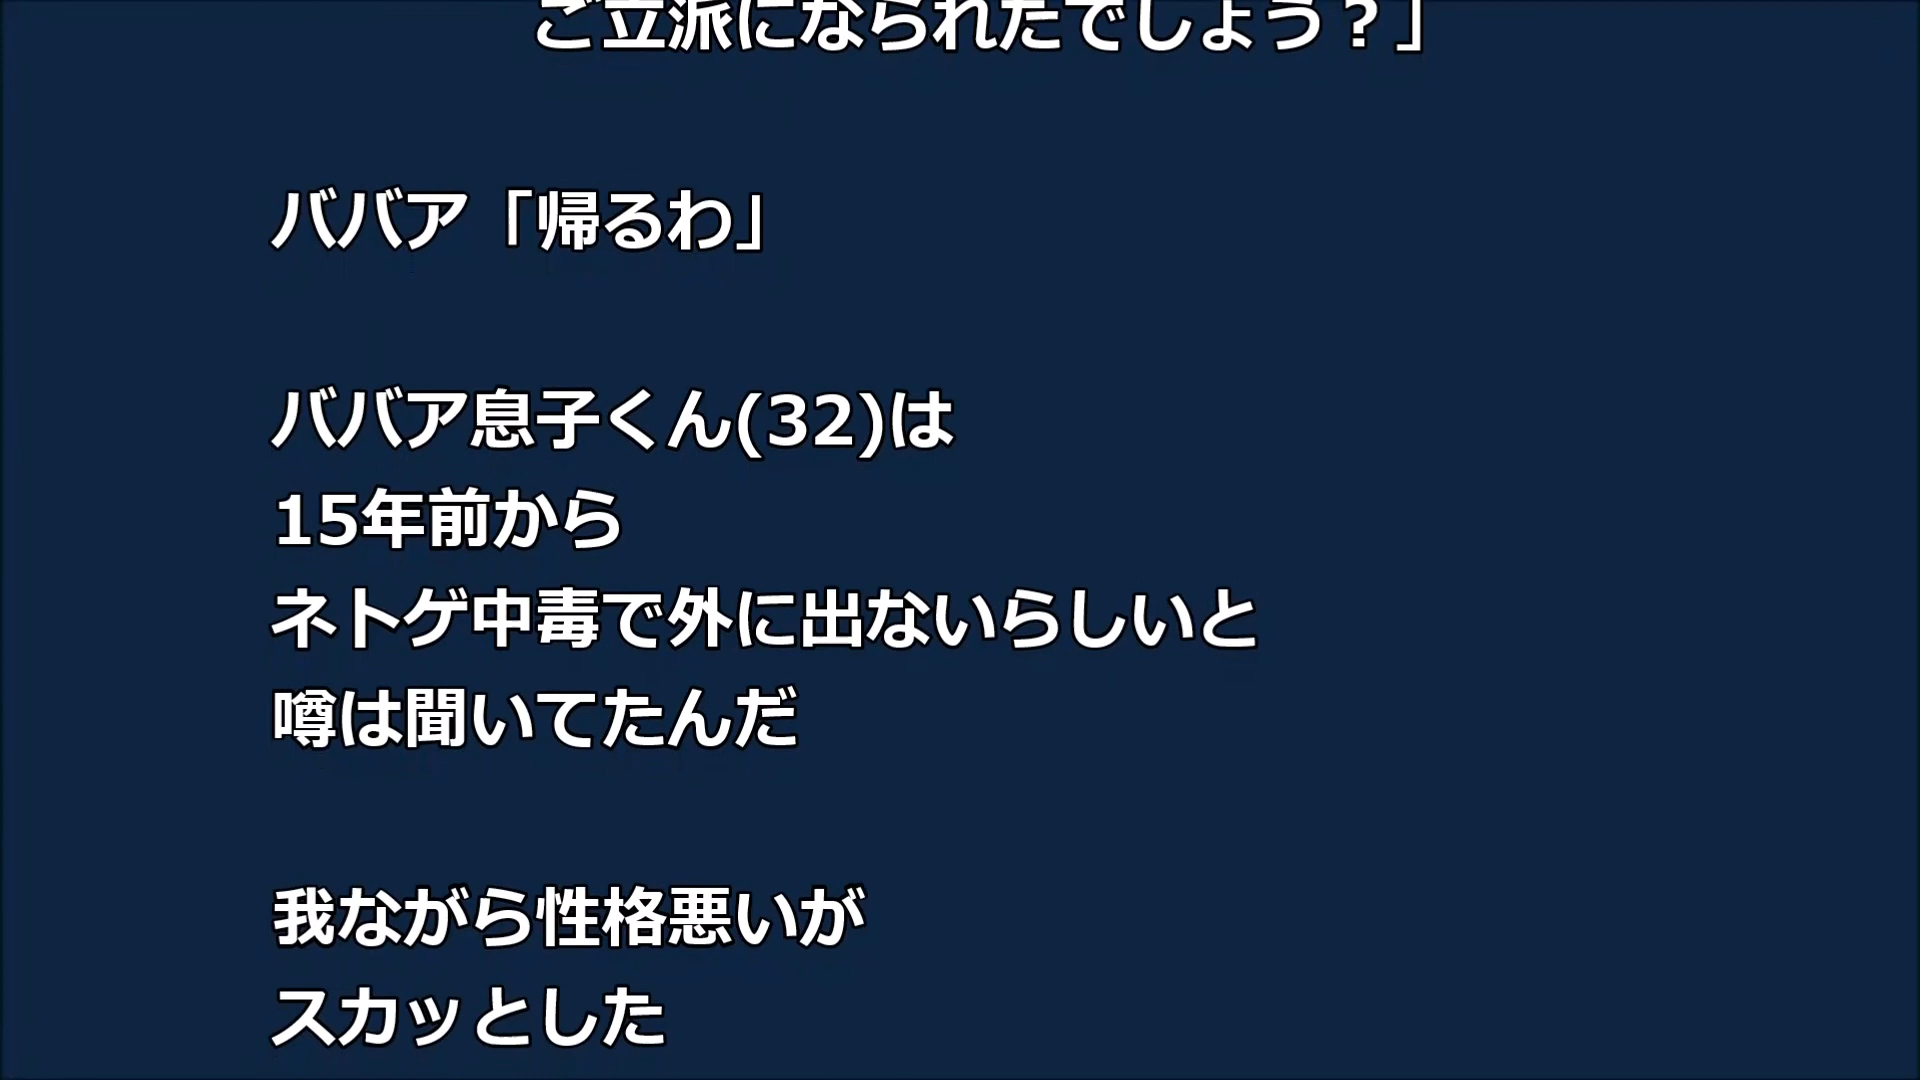 ご立派になられたでしょう？」
ババア「帰るわ」
ババア息子くん(32)は
15年前から
ネトゲ中毒で外に出ないらしいと
噂は聞いてたんだ
我ながら性格悪いが
スカッとした